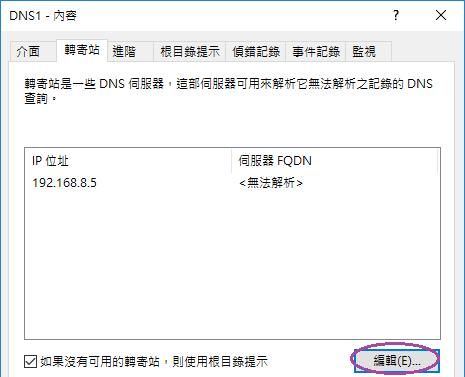 DNS1 - 內容
介面 轉寄站 進階 根目錄提示 偵錯記錄 事件記錄 監視
轉寄站是一些 DNS 伺服器，這部伺服器可用來解析它無法解析之記錄的 DNS
查詢。
IP 位址 伺服器 FQDN
192.168.8.5 <無法解析>
如果沒有可用的轉寄站，則使用根目錄提示 編輯(E)...